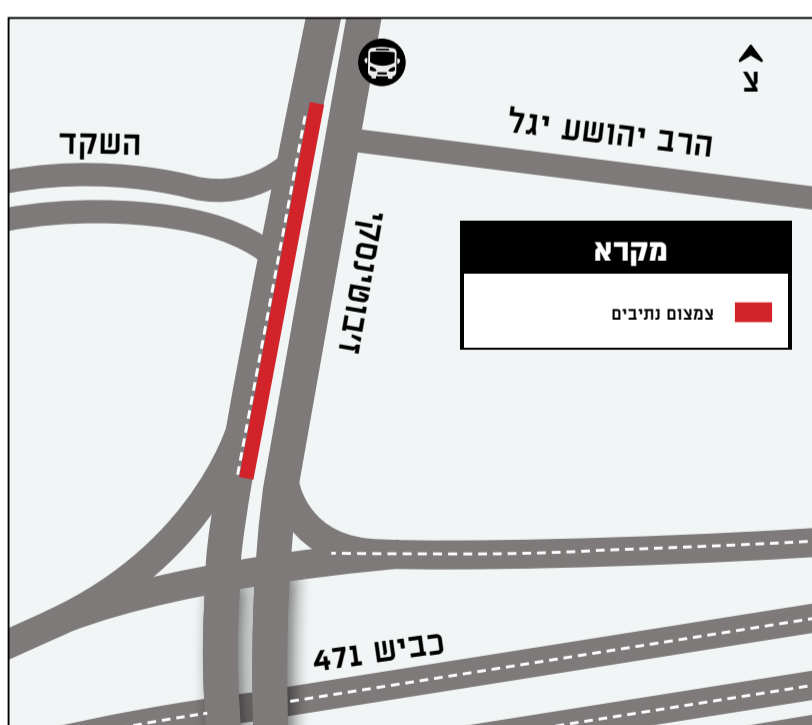 צ
הרב יהושע יגל
השקד
ז'בוטינסקי
מקרא
צמצום נתיבים
כביש 471